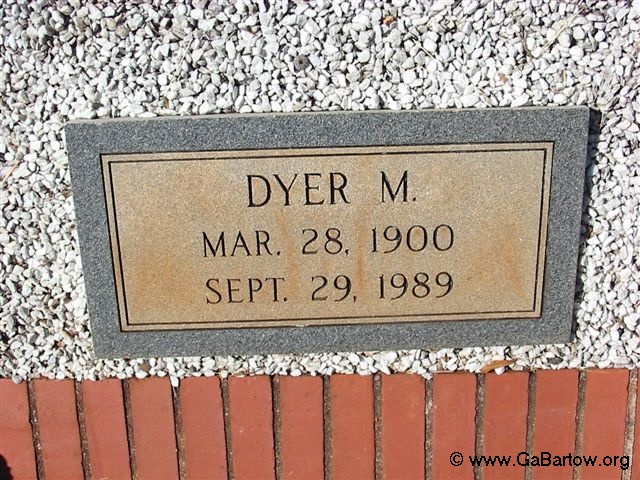 DYER M.
MAR. 28, 1900
SEPT. 29, 1989
© www.GaBartow.org